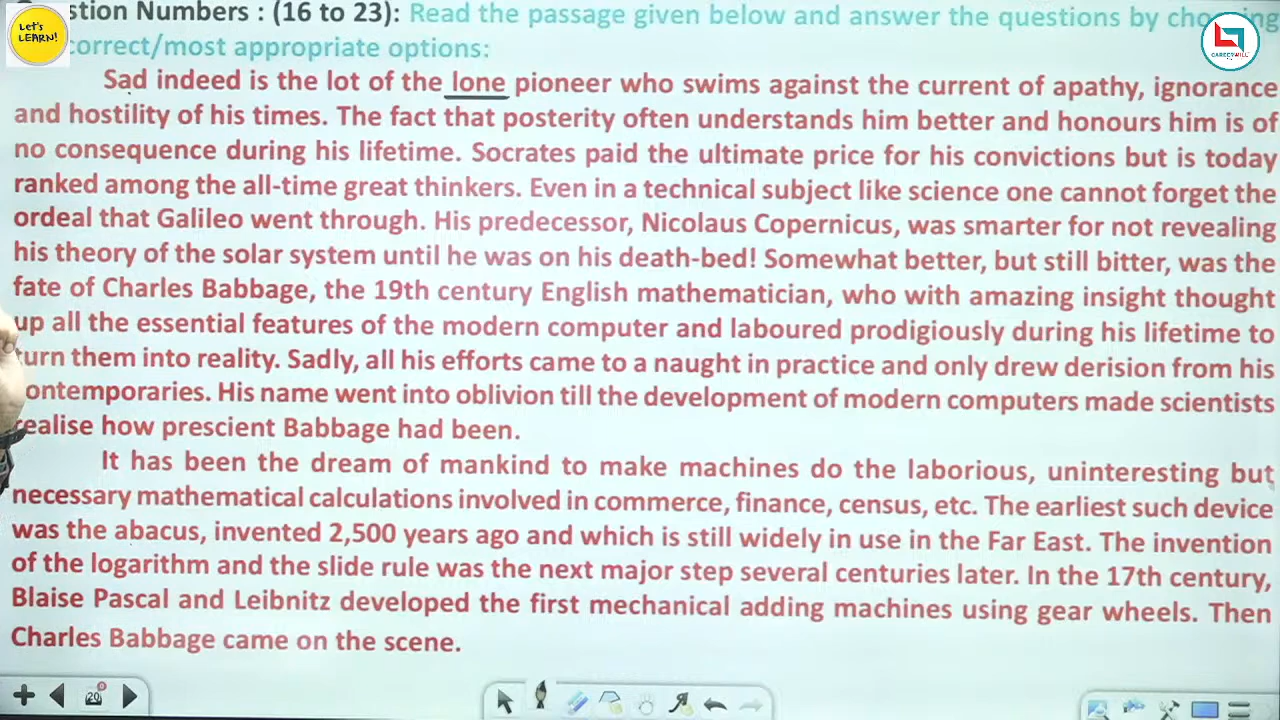 stion Numbers : (16 to 23): Read the passage given below and answer the questions by choosing
correct/most appropriate options:
Sad indeed is the lot of the lone pioneer who swims against the current of apathy, ignorance
and hostility of his times. The fact that posterity often understands him better and honours him is of
no consequence during his lifetime. Socrates paid the ultimate price for his convictions but is today
ranked among the all-time great thinkers. Even in a technical subject like science one cannot forget the
ordeal that Galileo went through. His predecessor, Nicolaus Copernicus, was smarter for not revealing
his theory of the solar system until he was on his death-bed! Somewhat better, but still bitter, was the
fate of Charles Babbage, the 19th century English mathematician, who with amazing insight thought
up all the essential features of the modern computer and laboured prodigiously during his lifetime to
turn them into reality. Sadly, all his efforts came to a naught in practice and only drew derision from his
ontemporaries. His name went into oblivion till the development of modern computers made scientists
realise how prescient Babbage had been.
It has been the dream of mankind to make machines do the laborious, uninteresting but
necessary mathematical calculations involved in commerce, finance, census, etc. The earliest such device
was the abacus, invented 2,500 years ago and which is still widely in use in the Far East. The invention
of the logarithm and the slide rule was the next major step several centuries later. In the 17th century,
Blaise Pascal and Leibnitz developed the first mechanical adding machines using gear wheels. Then
Charles Babbage came on the scene.
LET'S
LEARN!
CAREERWILL
20